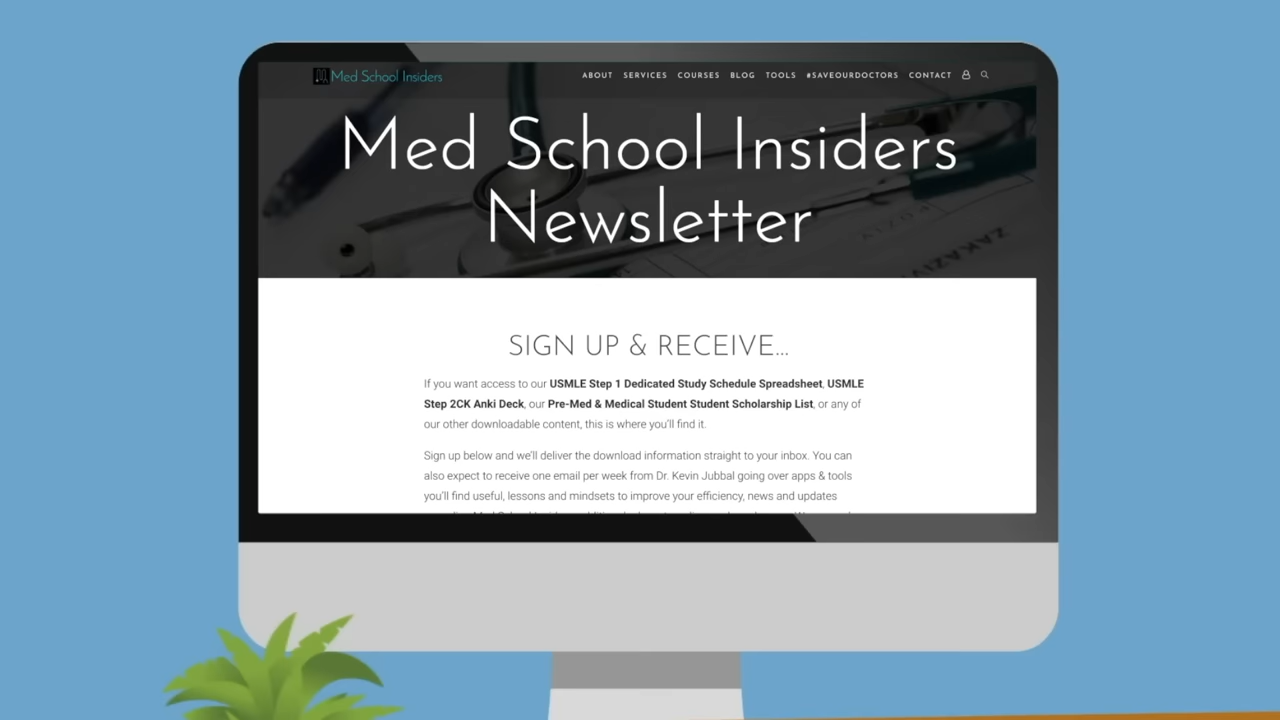 Med School Insiders
ABOUT SERVICES COURSES BLOG TOOLS #SAVEOURDOCTORS CONTACT
Med School Insiders
Newsletter
SIGN UP & RECEIVE...
If you want access to our USMLE Step 1 Dedicated Study Schedule Spreadsheet, USMLE
Step 2CK Anki Deck, our Pre-Med & Medical Student Student Scholarship List, or any of
our other downloadable content, this is where you'll find it.
Sign up below and we'll deliver the download information straight to your inbox. You can
also expect to receive one email per week from Dr. Kevin Jubbal going over apps & tools
you'll find useful, lessons and mindsets to improve your efficiency, news and updates